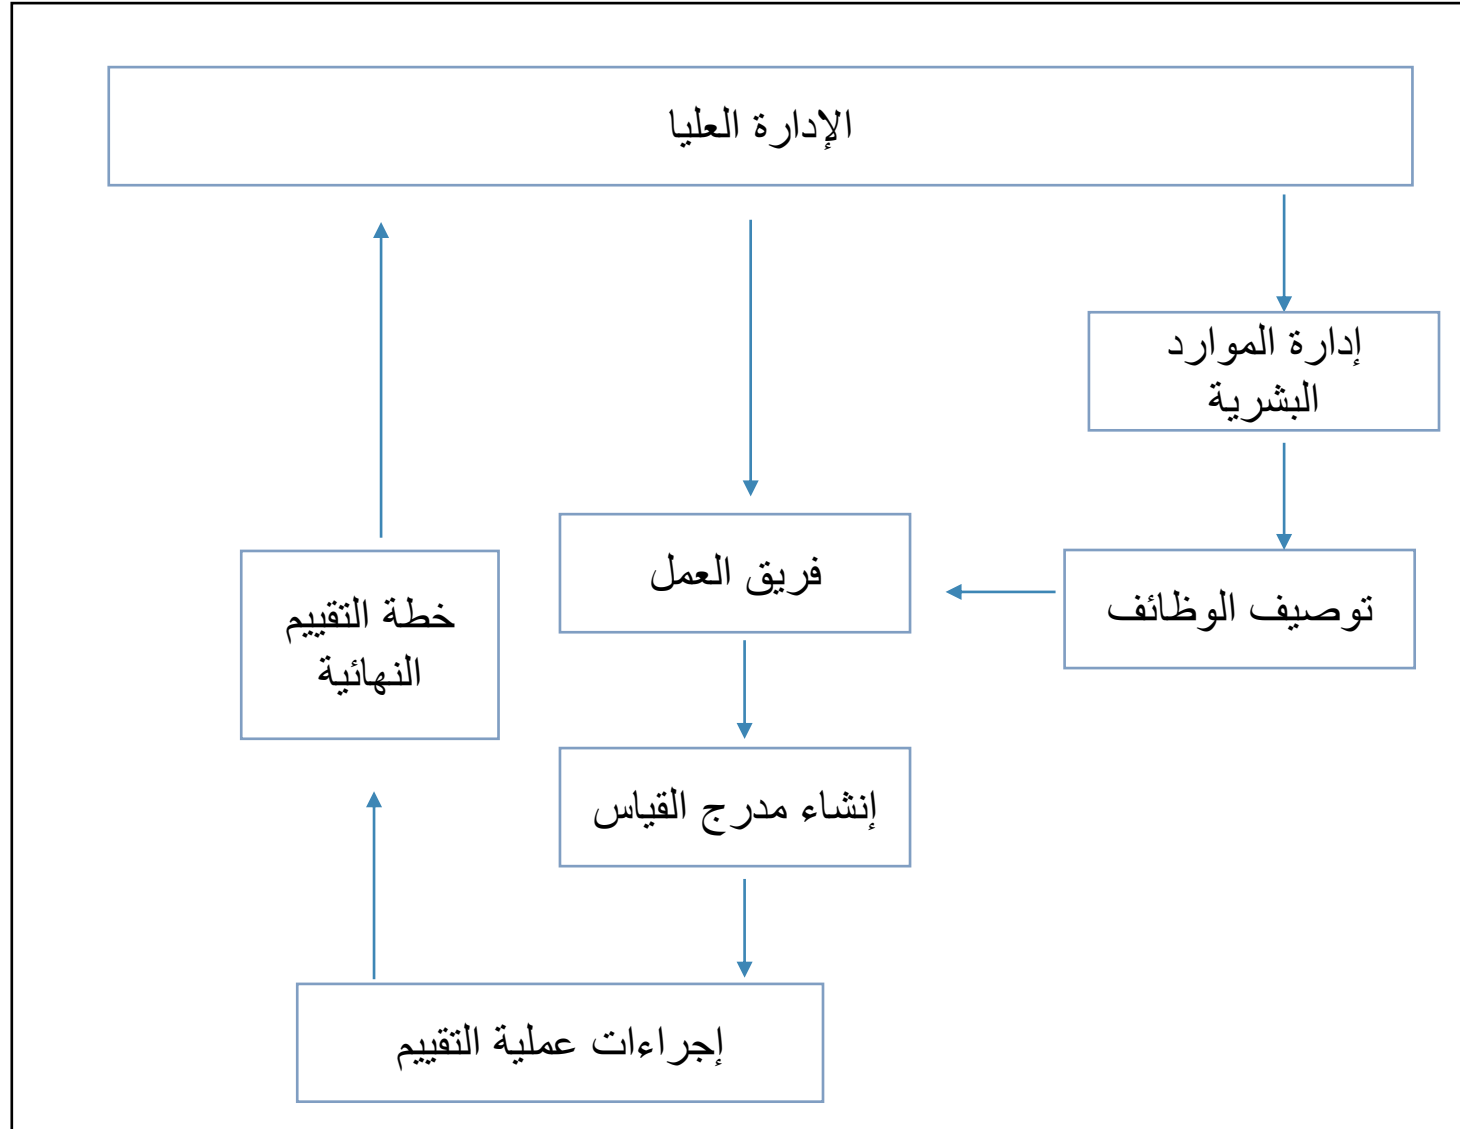 الإدارة العليا
إدارة الموارد
البشرية
توصيف الوظائف
فريق العمل
خطة التقييم
النهائية
إنشاء مدرج القياس
إجراءات عملية التقييم